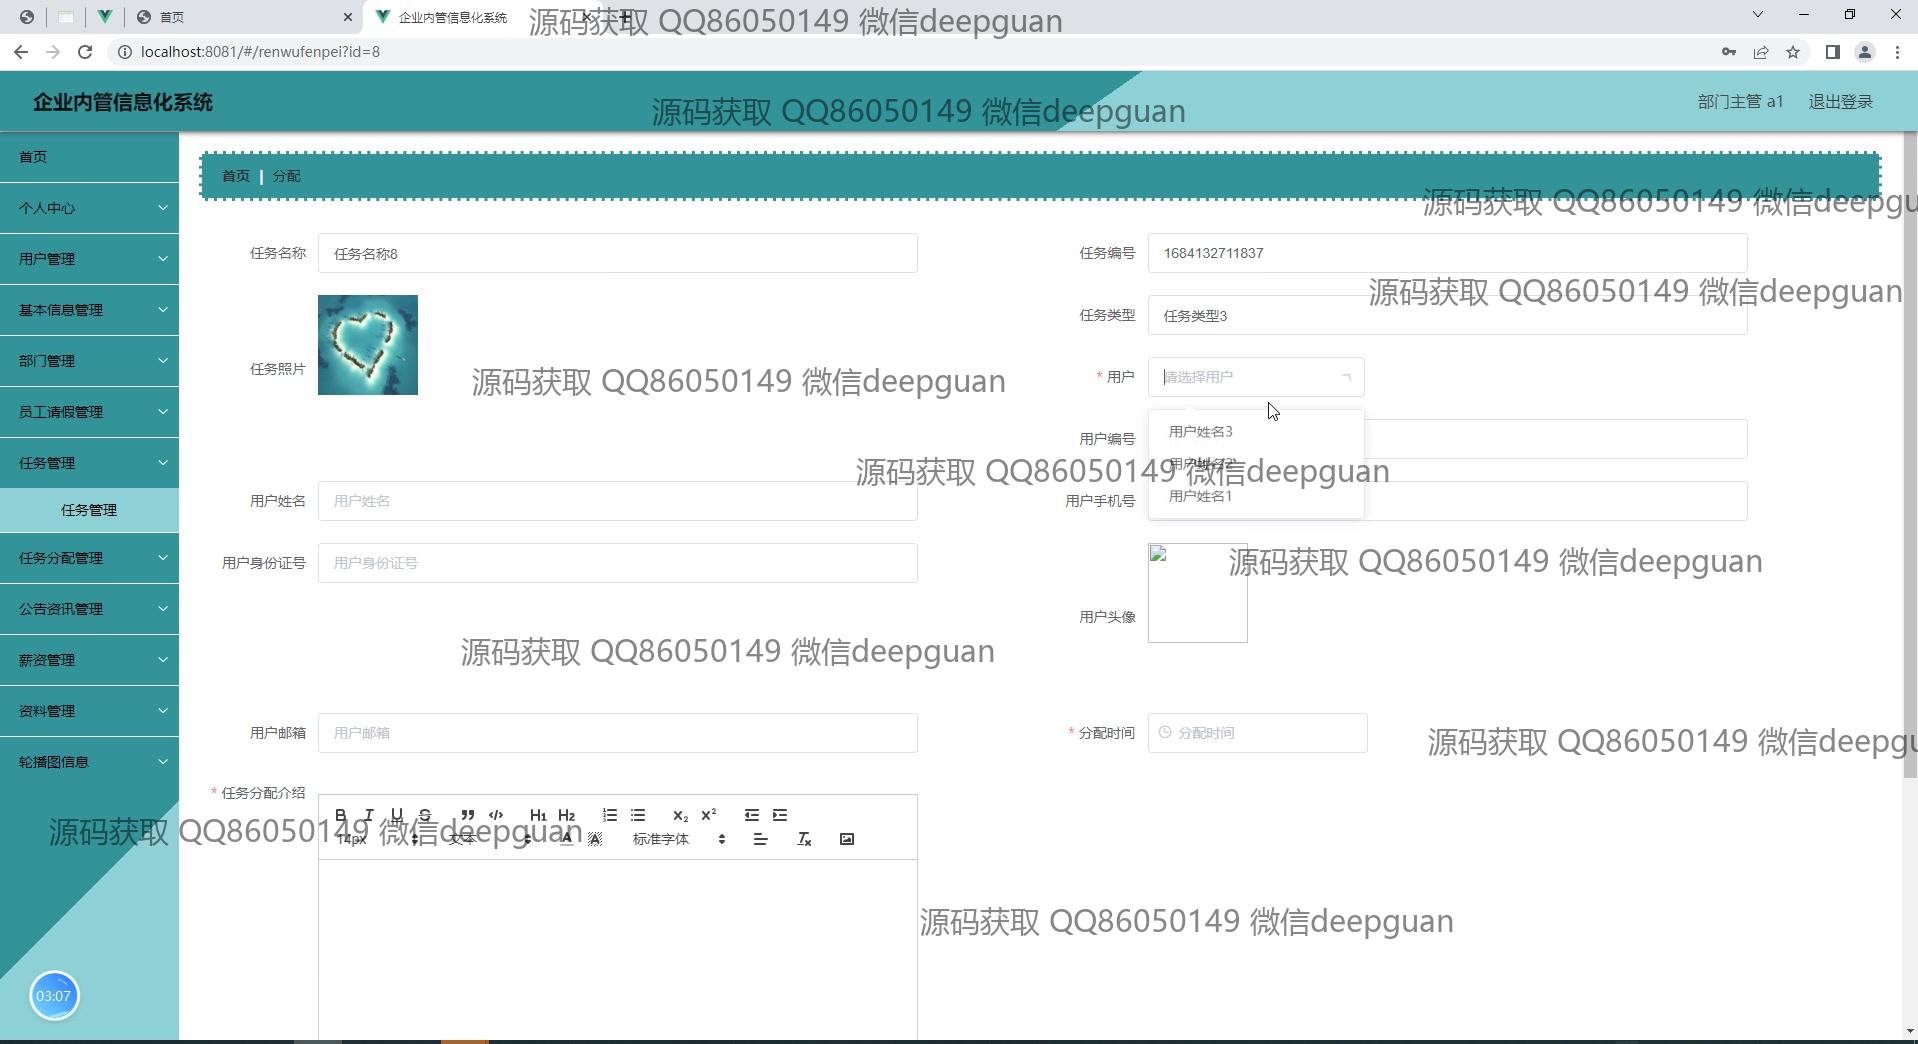 首页
企业内管信息化系统
源码获取 QQ86050149 微信deepguan
localhost:8081/#/renwufenpei?id=8
企业内管信息化系统
源码获取 QQ86050149 微信deepguan
部门主管 a1
退出登录
首页
个人中心
用户管理
基本信息管理
部门管理
员工请假管理
任务管理
任务管理
任务分配管理
公告资讯管理
薪资管理
资料管理
轮播图信息
首页 | 分配
源码获取 QQ86050149 微信deepgu
任务名称 任务名称8
任务编号 1684132711837
源码获取 QQ86050149 微信deepguan
任务照片
任务类型 任务类型3
源码获取 QQ86050149 微信deepguan
* 用户 请选择用户
用户姓名3
用户姓名2
用户姓名1
用户编号
源码获取 QQ86050149 微信deepguan
用户姓名 用户姓名
用户手机号
用户身份证号 用户身份证号
源码获取 QQ86050149 微信deepguan
用户头像
源码获取 QQ86050149 微信deepguan
用户邮箱 用户邮箱
* 分配时间 分配时间
源码获取 QQ86050149 微信deepgu
* 任务分配介绍
B I U S H1 H2 x₂ x²
14px 文本 A A 标准字体
源码获取 QQ86050149 微信deepguan
源码获取 QQ86050149 微信deepguan
03:07